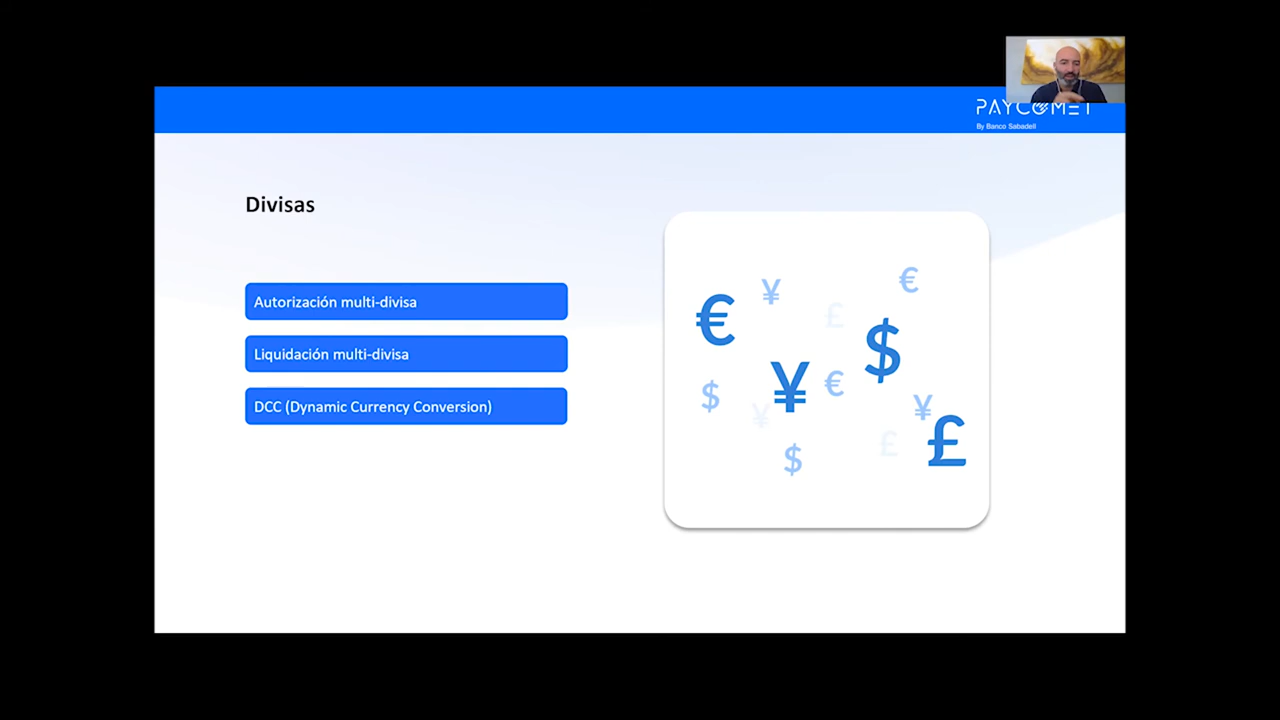 PAYCOMET
By Banco Sabadell
Divisas
Autorización multi-divisa
Liquidación multi-divisa
DCC (Dynamic Currency Conversion)
€ ¥ £ € $ $ ¥ ¥ € ¥ £ £ $